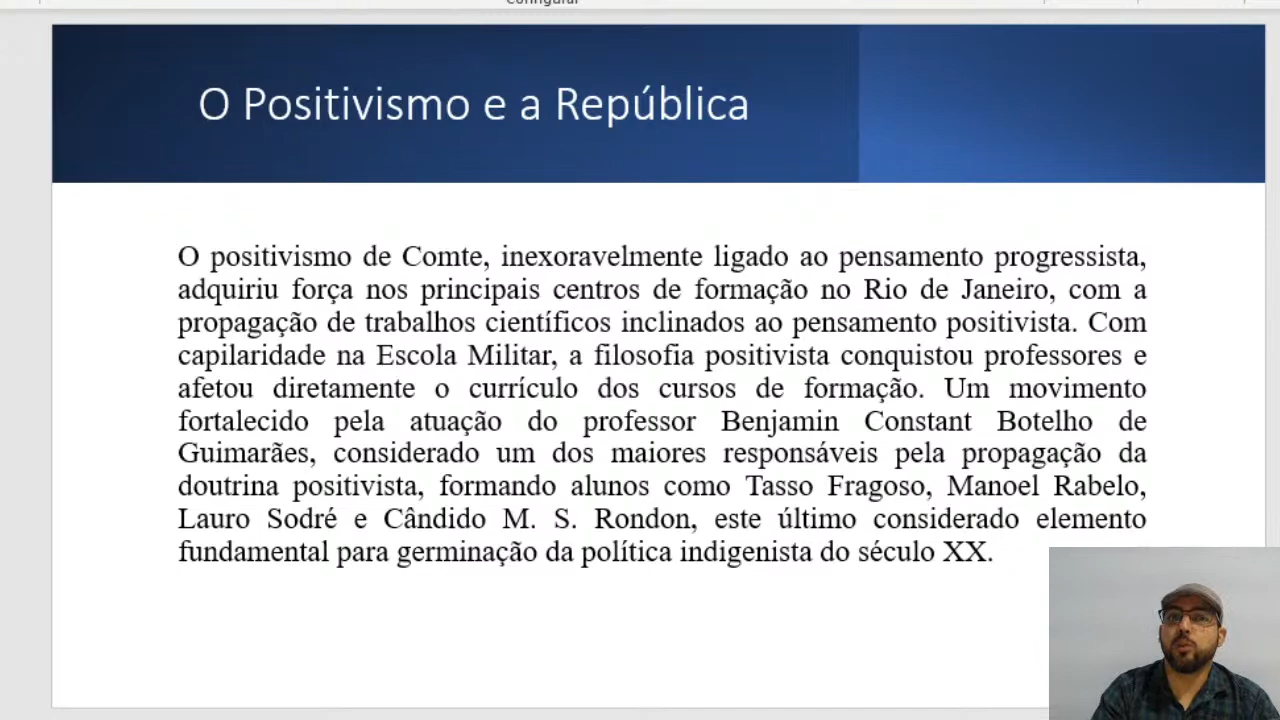 Configurar
O Positivismo e a República
O positivismo de Comte, inexoravelmente ligado ao pensamento progressista,
adquiriu força nos principais centros de formação no Rio de Janeiro, com a
propagação de trabalhos científicos inclinados ao pensamento positivista. Com
capilaridade na Escola Militar, a filosofia positivista conquistou professores e
afetou diretamente o currículo dos cursos de formação. Um movimento
fortalecido pela atuação do professor Benjamin Constant Botelho de
Guimarães, considerado um dos maiores responsáveis pela propagação da
doutrina positivista, formando alunos como Tasso Fragoso, Manoel Rabelo,
Lauro Sodré e Cândido M. S. Rondon, este último considerado elemento
fundamental para germinação da política indigenista do século XX.